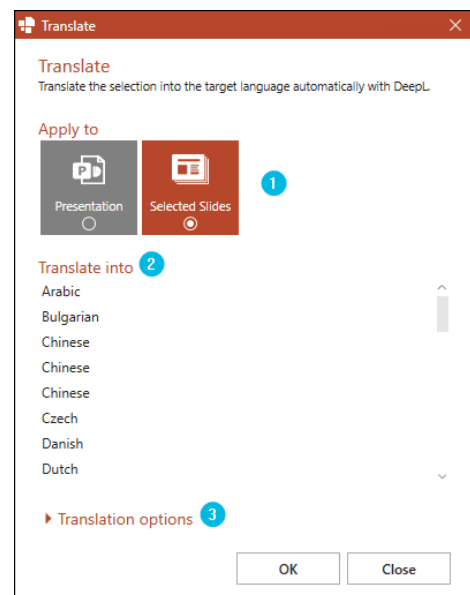 Translate
Translate
Translate the selection into the target language automatically with DeepL.
Apply to
Presentation
Selected Slides
1
Translate into 2
Arabic
Bulgarian
Chinese
Chinese
Chinese
Czech
Danish
Dutch
Translation options 3
OK Close